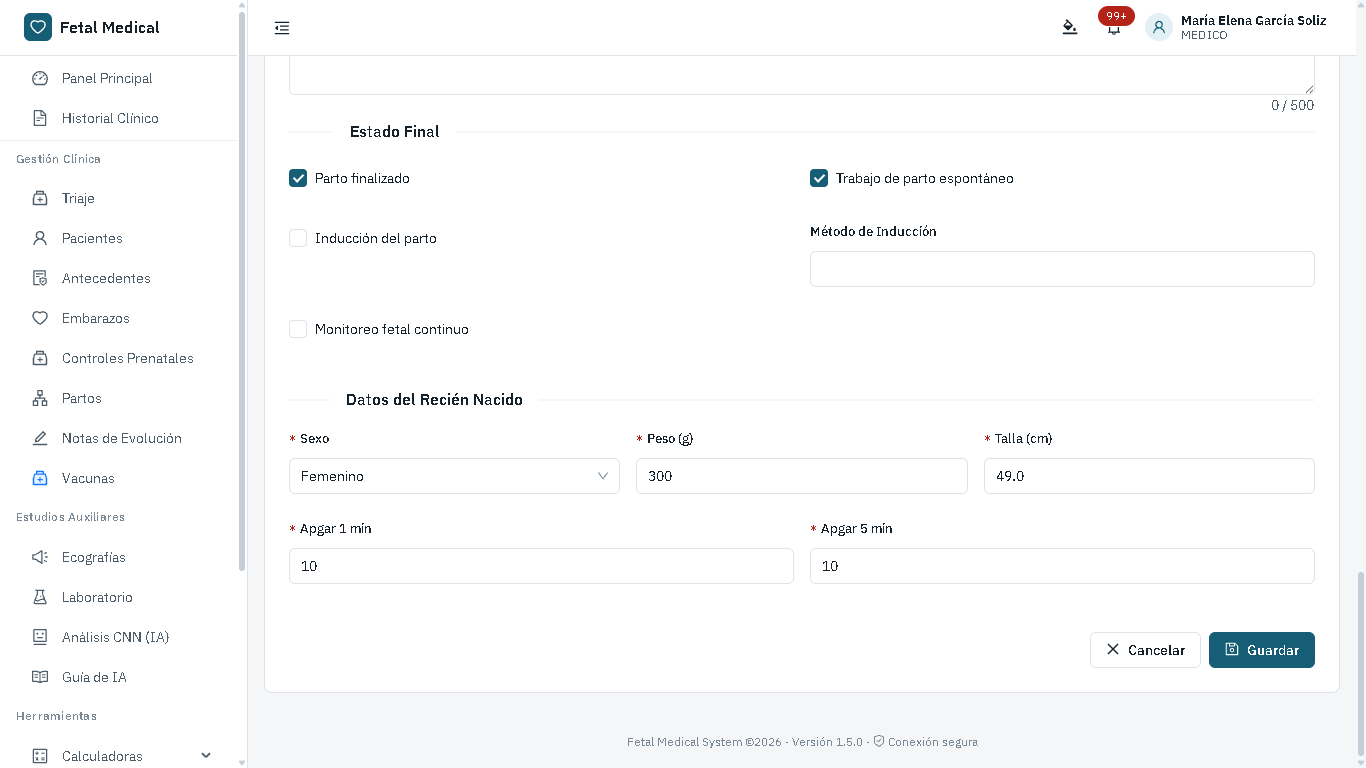 Fetal Medical
99+
María Elena García Soliz
MEDICO
Panel Principal
Historial Clínico
Gestión Clínica
Triaje
Pacientes
Antecedentes
Embarazos
Controles Prenatales
Partos
Notas de Evolución
Vacunas
Estudios Auxiliares
Ecografías
Laboratorio
Análisis CNN (IA)
Guía de IA
Herramientas
Calculadoras
0 / 500
Estado Final
Parto finalizado
Trabajo de parto espontáneo
Inducción del parto
Método de Inducción
Monitoreo fetal continuo
Datos del Recién Nacido
* Sexo
* Peso (g)
* Talla (cm)
Femenino
300
49.0
* Apgar 1 min
* Apgar 5 min
10
10
Cancelar
Guardar
Fetal Medical System ©2026 · Versión 1.5.0 · Conexión segura